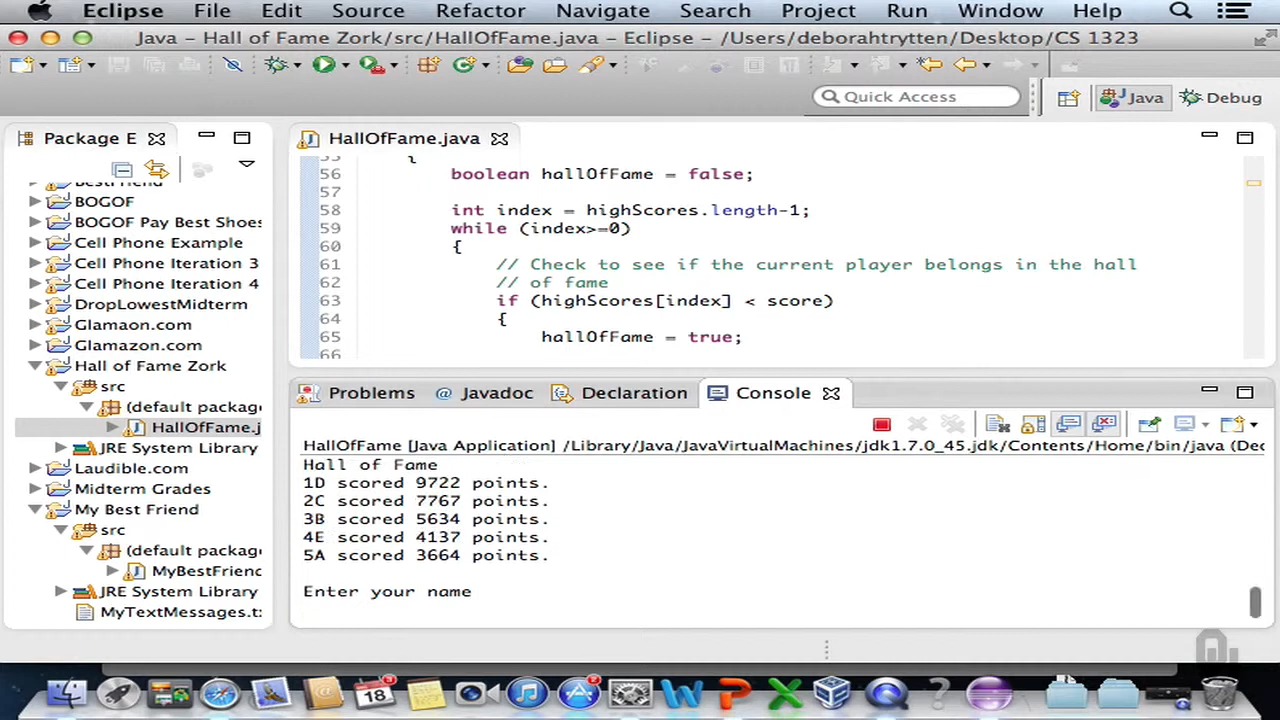 Eclipse File Edit Source Refactor Navigate Search Project Run Window Help
Java – Hall of Fame Zork/src/HallOfFame.java – Eclipse – /Users/deborahtrytten/Desktop/CS 1323
Quick Access
Java
Debug
Package E
BestFriend
BOGOF
BOGOF Pay Best Shoes
Cell Phone Example
Cell Phone Iteration 3
Cell Phone Iteration 4
DropLowestMidterm
Glamaon.com
Glamazon.com
Hall of Fame Zork
src
(default package
HallOfFame.j
JRE System Library
Laudible.com
Midterm Grades
My Best Friend
src
(default package
MyBestFriend
JRE System Library
MyTextMessages.tx
HallOfFame.java
55 {
56 boolean hallOfFame = false;
57
58 int index = highScores.length-1;
59 while (index>=0)
60 {
61 // Check to see if the current player belongs in the hall
62 // of fame
63 if (highScores[index] < score)
64 {
65 hallOfFame = true;
66
Problems @ Javadoc Declaration Console
HallOfFame [Java Application] /Library/Java/JavaVirtualMachines/jdk1.7.0_45.jdk/Contents/Home/bin/java (Dec
Hall of Fame
1D scored 9722 points.
2C scored 7767 points.
3B scored 5634 points.
4E scored 4137 points.
5A scored 3664 points.
Enter your name
18